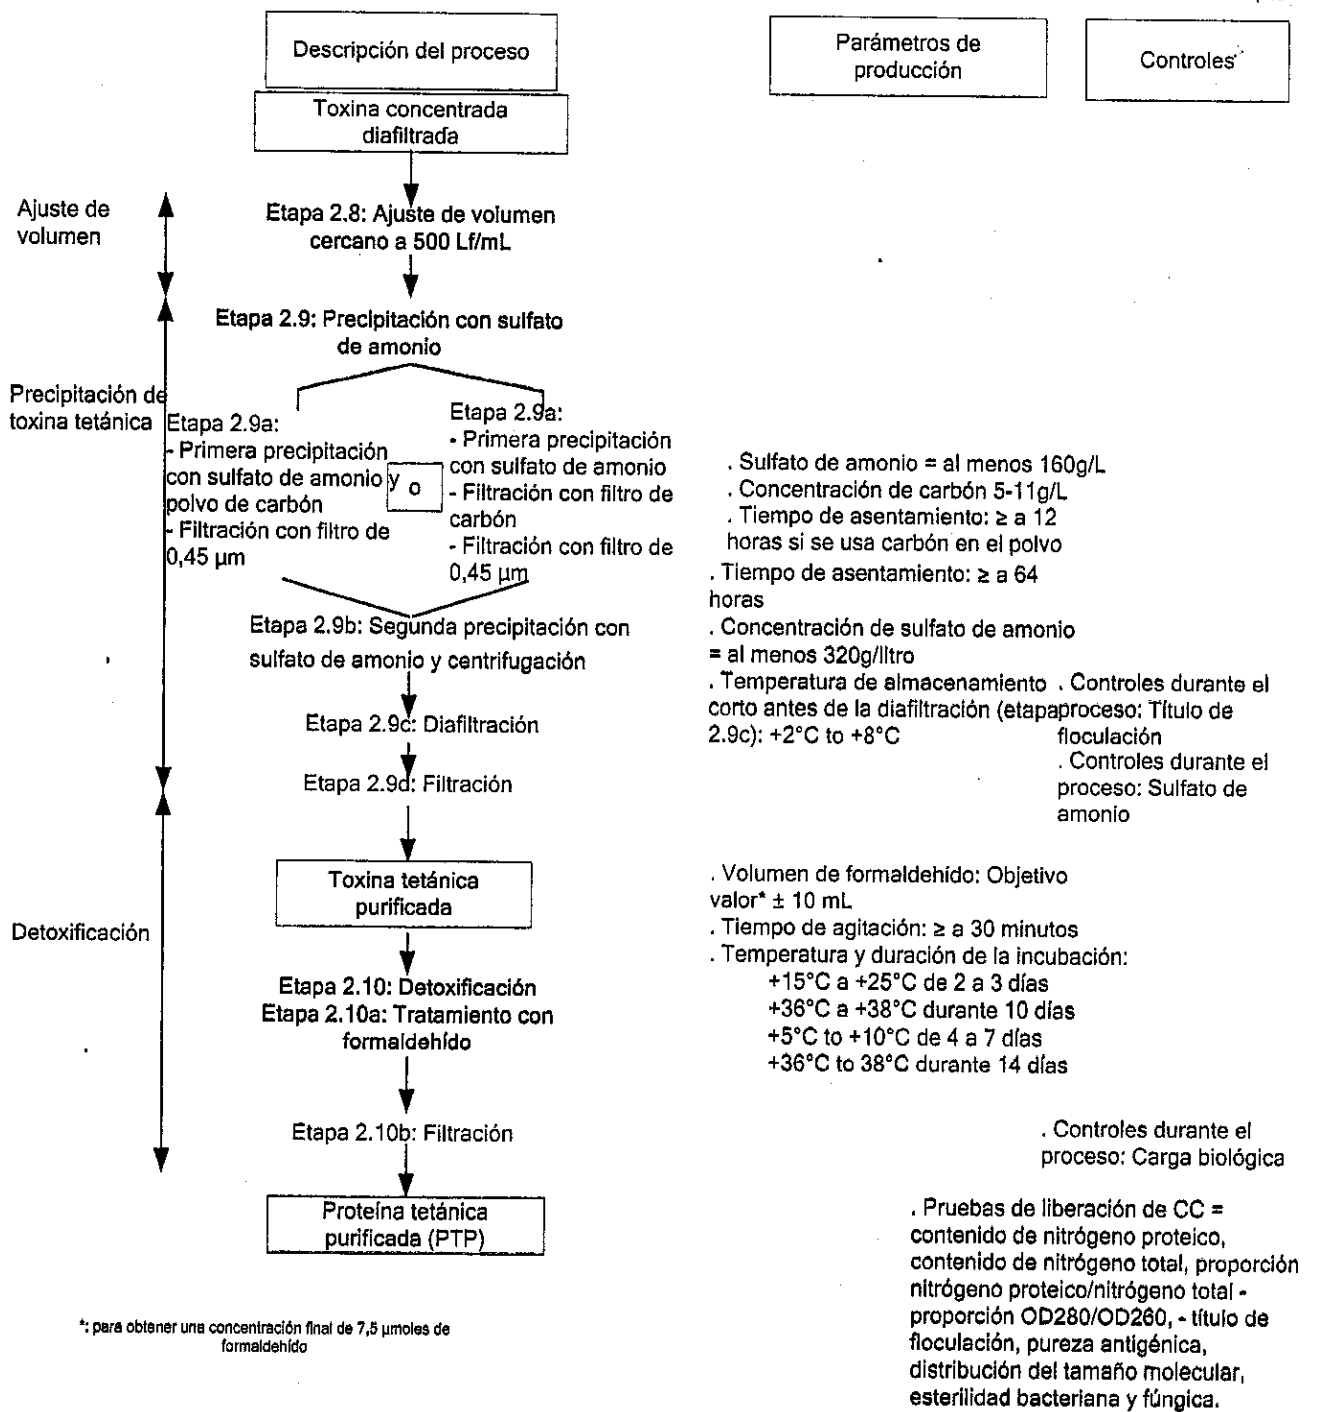 Descripción del proceso
Parámetros de
producción
Controles
Toxina concentrada
diafiltrada
Ajuste de
volumen
Etapa 2.8: Ajuste de volumen
cercano a 500 Lf/mL
Etapa 2.9: Precipitación con sulfato
de amonio
Precipitación de
toxina tetánica
Etapa 2.9a:
- Primera precipitación
con sulfato de amonio y
polvo de carbón
- Filtración con filtro de
0,45 µm
o
Etapa 2.9a:
- Primera precipitación
con sulfato de amonio
- Filtración con filtro de
carbón
- Filtración con filtro de
0,45 µm
. Sulfato de amonio = al menos 160g/L
. Concentración de carbón 5-11g/L
. Tiempo de asentamiento: ≥ a 12
horas si se usa carbón en el polvo
. Tiempo de asentamiento: ≥ a 64
horas
. Concentración de sulfato de amonio
= al menos 320g/litro
. Temperatura de almacenamiento
corto antes de la diafiltración (etapa
2.9c): +2°C to +8°C
Etapa 2.9b: Segunda precipitación con
sulfato de amonio y centrifugación
Etapa 2.9c: Diafiltración
Etapa 2.9d: Filtración
. Controles durante el
proceso: Título de
floculación
. Controles durante el
proceso: Sulfato de
amonio
Toxina tetánica
purificada
Detoxificación
. Volumen de formaldehído: Objetivo
valor* ± 10 mL
. Tiempo de agitación: ≥ a 30 minutos
. Temperatura y duración de la incubación:
+15°C a +25°C de 2 a 3 días
+36°C a +38°C durante 10 días
+5°C to +10°C de 4 a 7 días
+36°C to 38°C durante 14 días
Etapa 2.10: Detoxificación
Etapa 2.10a: Tratamiento con
formaldehído
Etapa 2.10b: Filtración
. Controles durante el
proceso: Carga biológica
Proteína tetánica
purificada (PTP)
. Pruebas de liberación de CC =
contenido de nitrógeno proteico,
contenido de nitrógeno total, proporción
nitrógeno proteico/nitrógeno total -
proporción OD280/OD260, - título de
floculación, pureza antigénica,
distribución del tamaño molecular,
esterilidad bacteriana y fúngica.
*: para obtener una concentración final de 7,5 µmoles de
formaldehído